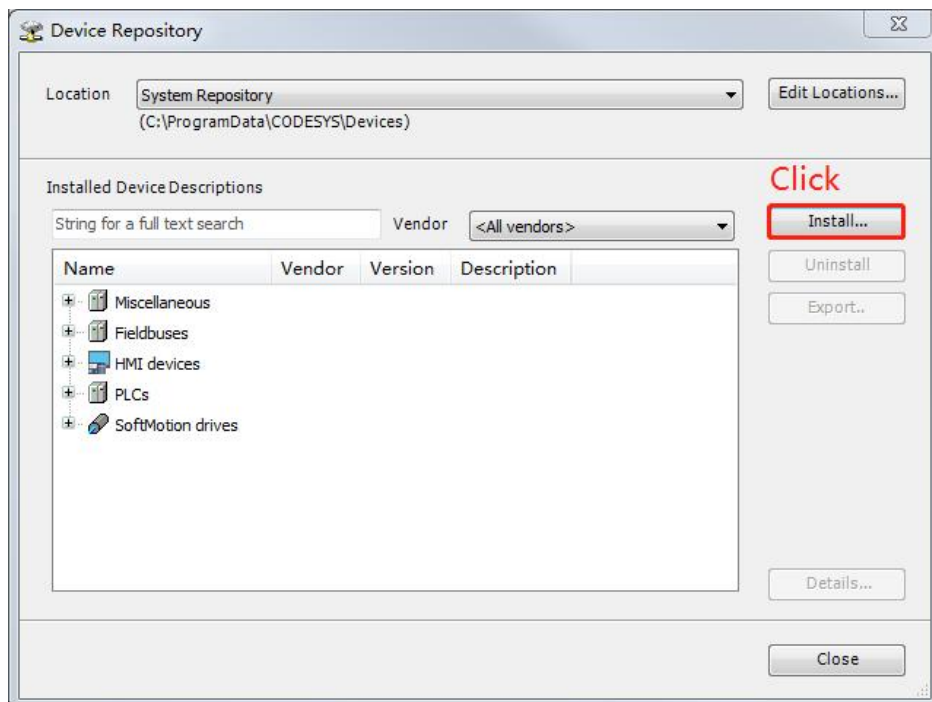 Device Repository
Location System Repository Edit Locations...
(C:\ProgramData\CODESYS\Devices)
Click
Installed Device Descriptions
String for a full text search Vendor <All vendors> Install...
Name Vendor Version Description Uninstall
Miscellaneous Export..
Fieldbuses
HMI devices
PLCs
SoftMotion drives
Details...
Close